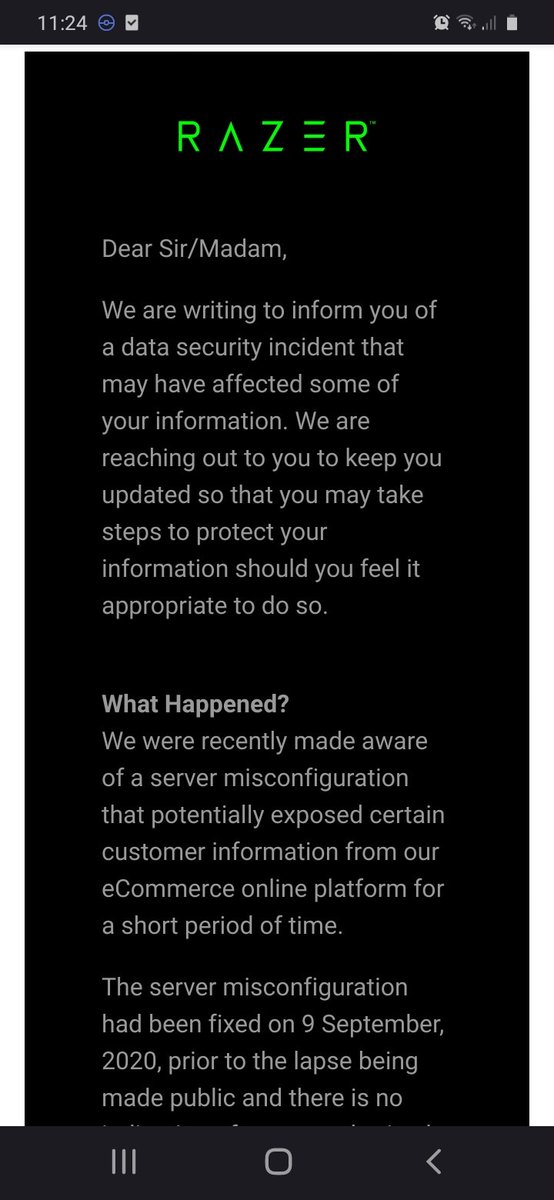 11:24
RAZER™
Dear Sir/Madam,
We are writing to inform you of
a data security incident that
may have affected some of
your information. We are
reaching out to you to keep you
updated so that you may take
steps to protect your
information should you feel it
appropriate to do so.
What Happened?
We were recently made aware
of a server misconfiguration
that potentially exposed certain
customer information from our
eCommerce online platform for
a short period of time.
The server misconfiguration
had been fixed on 9 September,
2020, prior to the lapse being
made public and there is no